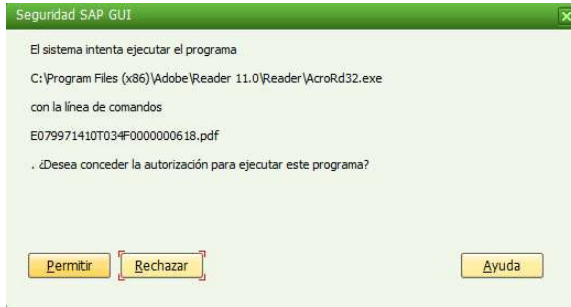 Seguridad SAP GUI
El sistema intenta ejecutar el programa
C:\Program Files (x86)\Adobe\Reader 11.0\Reader\AcroRd32.exe
con la línea de comandos
E079971410T034F0000000618.pdf
. ¿Desea conceder la autorización para ejecutar este programa?
Permitir Rechazar Ayuda